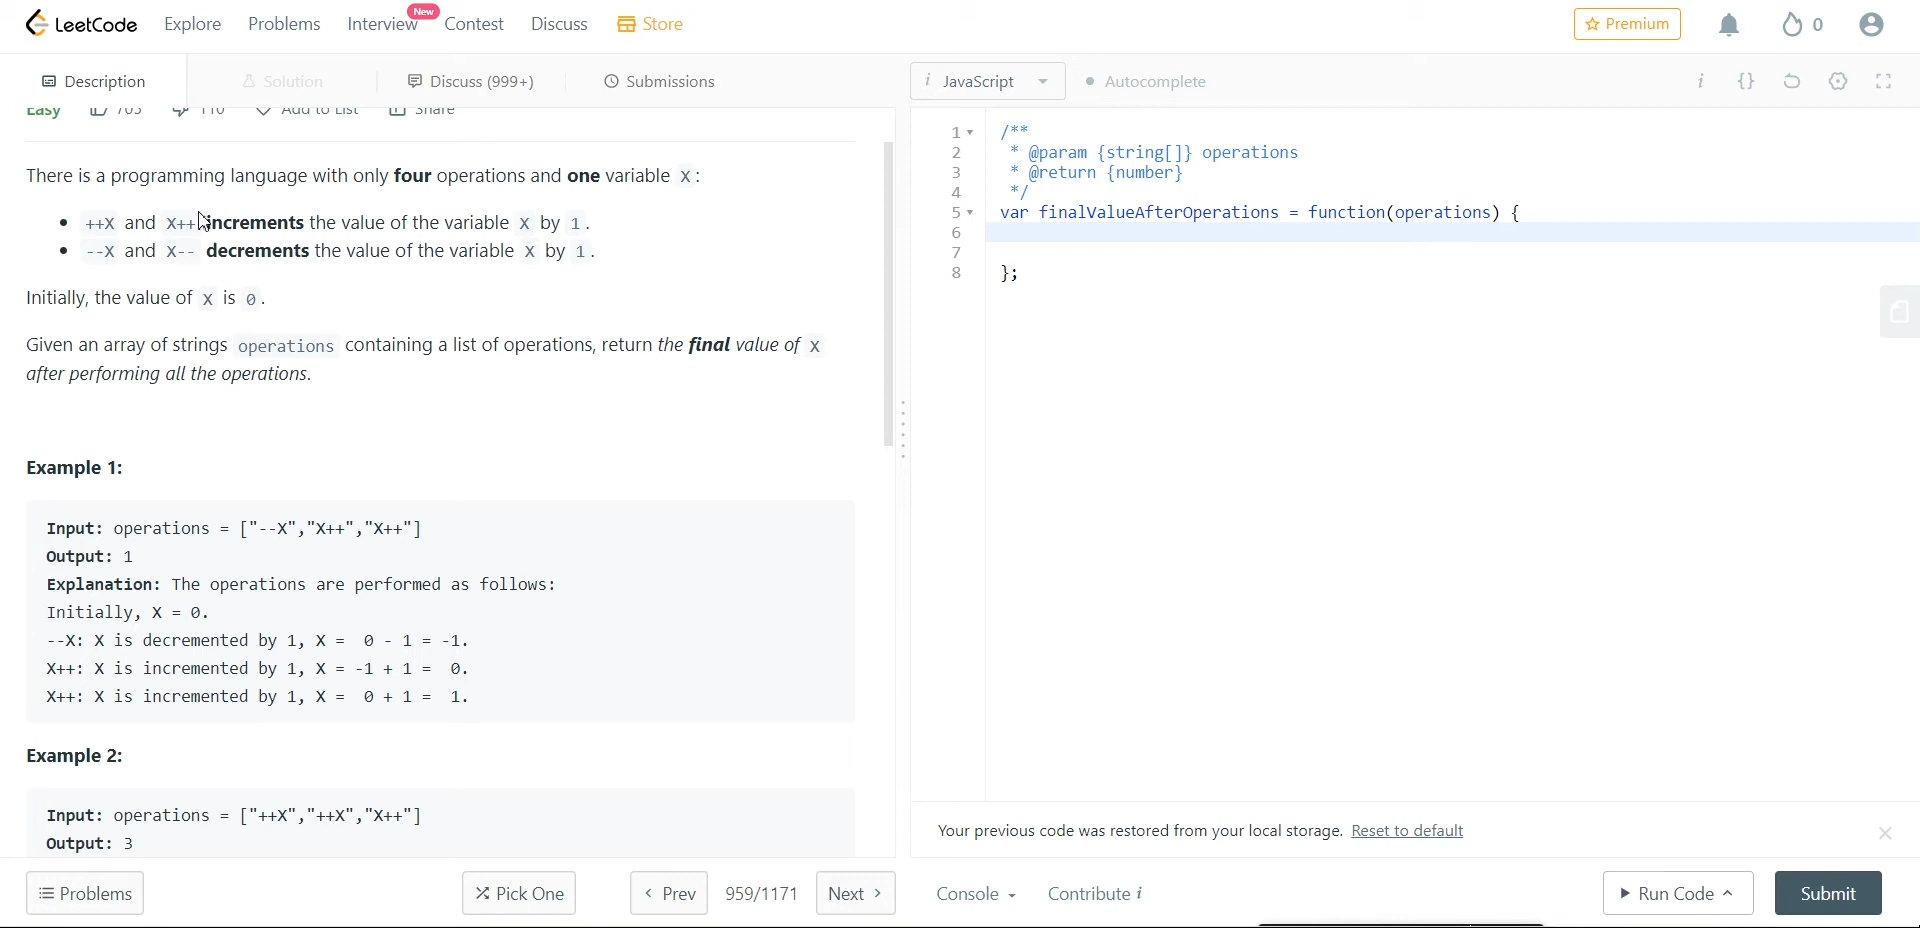 LeetCode Explore Problems Interview New Contest Discuss Store Premium 0
Description Solution Discuss (999+) Submissions
Easy 705 110 Add to List Share
There is a programming language with only four operations and one variable X:
• ++X and X++ increments the value of the variable X by 1.
• --X and X-- decrements the value of the variable X by 1.
Initially, the value of X is 0.
Given an array of strings operations containing a list of operations, return the final value of X
after performing all the operations.
Example 1:
Input: operations = ["--X","X++","X++"]
Output: 1
Explanation: The operations are performed as follows:
Initially, X = 0.
--X: X is decremented by 1, X =  0 - 1 = -1.
X++: X is incremented by 1, X = -1 + 1 =  0.
X++: X is incremented by 1, X =  0 + 1 =  1.
Example 2:
Input: operations = ["++X","++X","X++"]
Output: 3
Problems Pick One Prev 959/1171 Next
i JavaScript Autocomplete i {}
1 /**
2 * @param {string[]} operations
3 * @return {number}
4 */
5 var finalValueAfterOperations = function(operations) {
6
7
8 };
Your previous code was restored from your local storage. Reset to default
Console Contribute i Run Code Submit